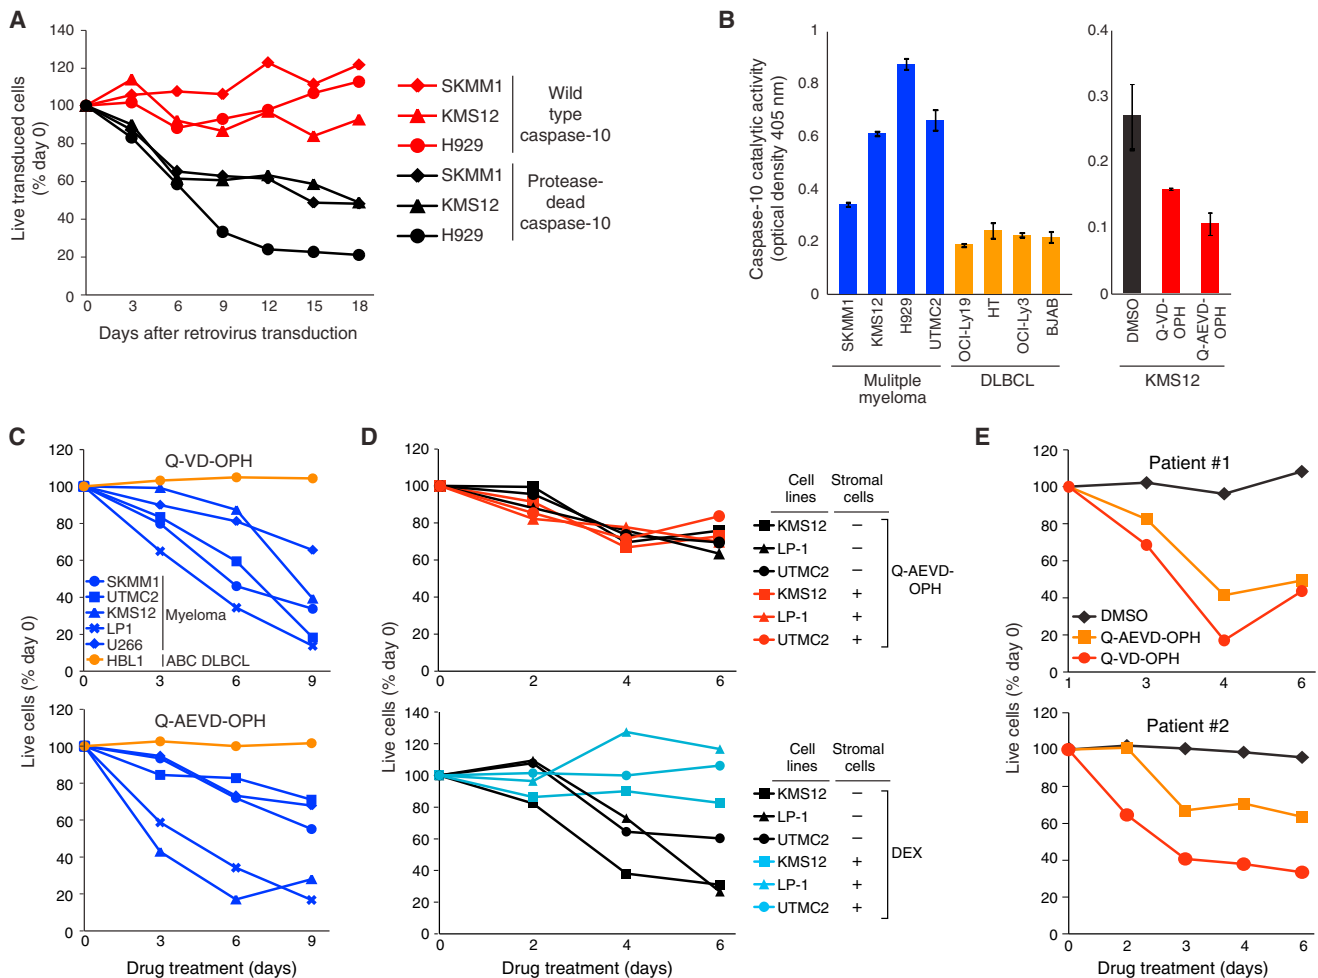 A
Live transduced cells
(% day 0)
140
120
100
80
60
40
20
0
0 3 6 9 12 15 18
Days after retrovirus transduction
SKMM1
KMS12
H929
Wild
type
caspase-10
SKMM1
KMS12
H929
Protease-
dead
caspase-10
B
Caspase-10 catalytic activity
(optical density 405 nm)
1
0.8
0.6
0.4
0.2
0
SKMM1
KMS12
H929
UTMC2
OCI-Ly19
HT
OCI-Ly3
BJAB
Mulitple
myeloma
DLBCL
0.4
0.3
0.2
0.1
0
DMSO
Q-VD-
OPH
Q-AEVD-
OPH
KMS12
C
Live cells (% day 0)
Q-VD-OPH
120
100
80
60
40
20
0
0 3 6 9
SKMM1
UTMC2
KMS12
LP1
U266
Myeloma
HBL1
ABC DLBCL
Q-AEVD-OPH
120
100
80
60
40
20
0
0 3 6 9
Drug treatment (days)
D
Live cells (% day 0)
120
100
80
60
40
20
0
0 2 4 6
Cell
lines
Stromal
cells
KMS12 −
LP-1 −
UTMC2 −
KMS12 +
LP-1 +
UTMC2 +
Q-AEVD-
OPH
140
120
100
80
60
40
20
0
0 2 4 6
Drug treatment (days)
Cell
lines
Stromal
cells
KMS12 −
LP-1 −
UTMC2 −
KMS12 +
LP-1 +
UTMC2 +
DEX
E
Live cells (% day 0)
Patient #1
120
100
80
60
40
20
0
1 3 4 6
DMSO
Q-AEVD-OPH
Q-VD-OPH
Patient #2
120
100
80
60
40
20
0
0 2 3 4 6
Drug treatment (days)